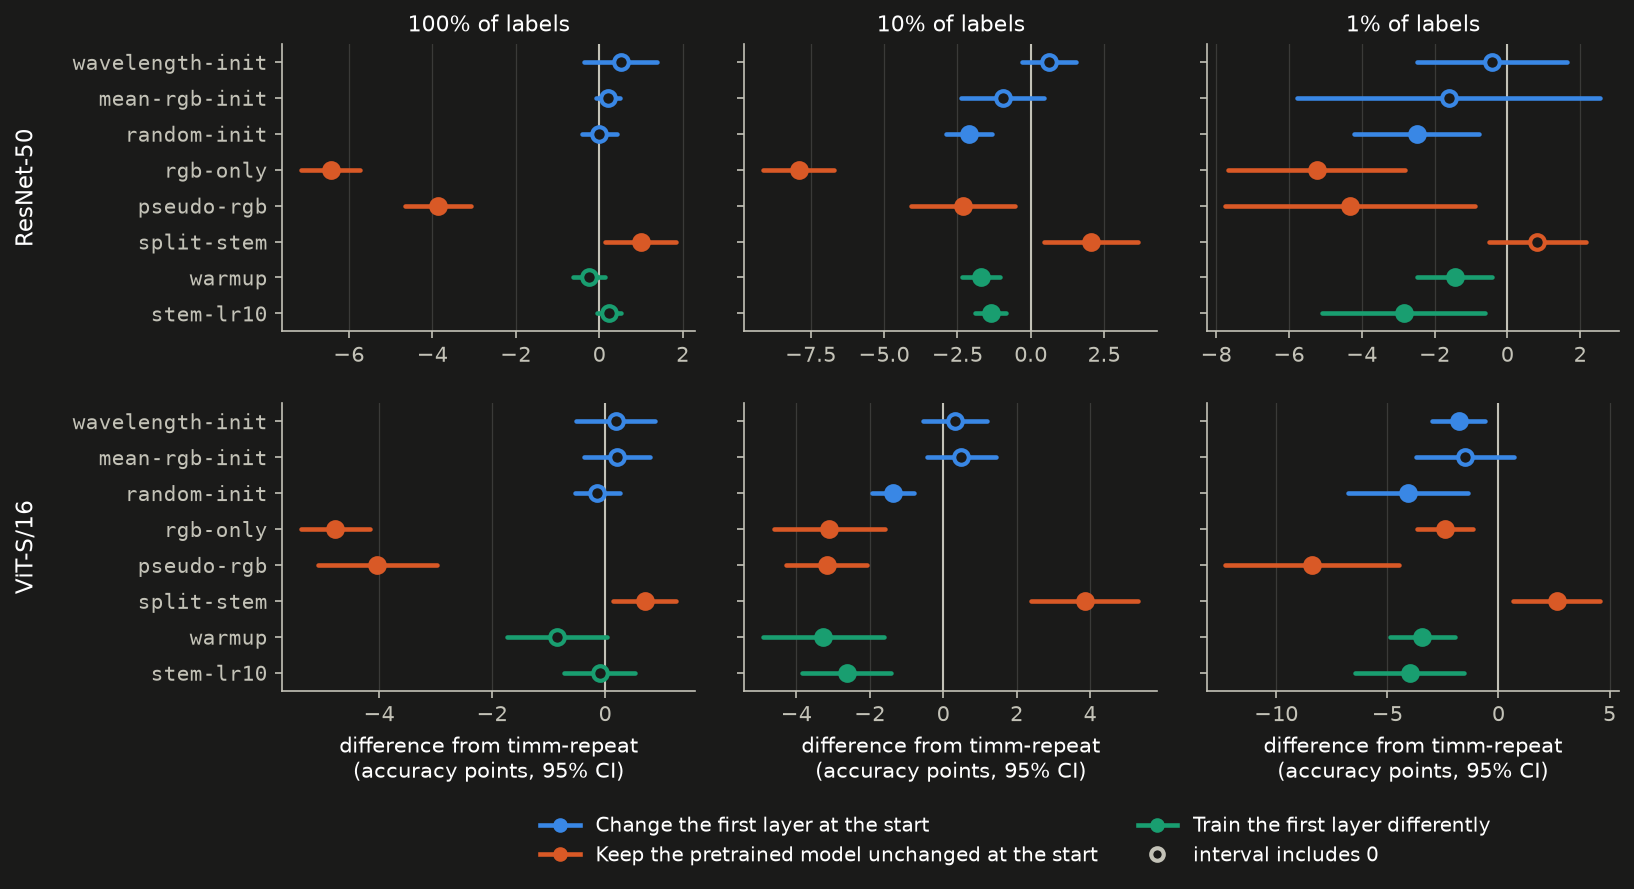 100% of labels
10% of labels
1% of labels
ResNet-50
wavelength-init
mean-rgb-init
random-init
rgb-only
pseudo-rgb
split-stem
warmup
stem-lr10
−6 −4 −2 0 2
−7.5 −5.0 −2.5 0.0 2.5
−8 −6 −4 −2 0 2
ViT-S/16
wavelength-init
mean-rgb-init
random-init
rgb-only
pseudo-rgb
split-stem
warmup
stem-lr10
−4 −2 0
−4 −2 0 2 4
−10 −5 0 5
difference from timm-repeat
(accuracy points, 95% CI)
difference from timm-repeat
(accuracy points, 95% CI)
difference from timm-repeat
(accuracy points, 95% CI)
Change the first layer at the start
Keep the pretrained model unchanged at the start
Train the first layer differently
interval includes 0